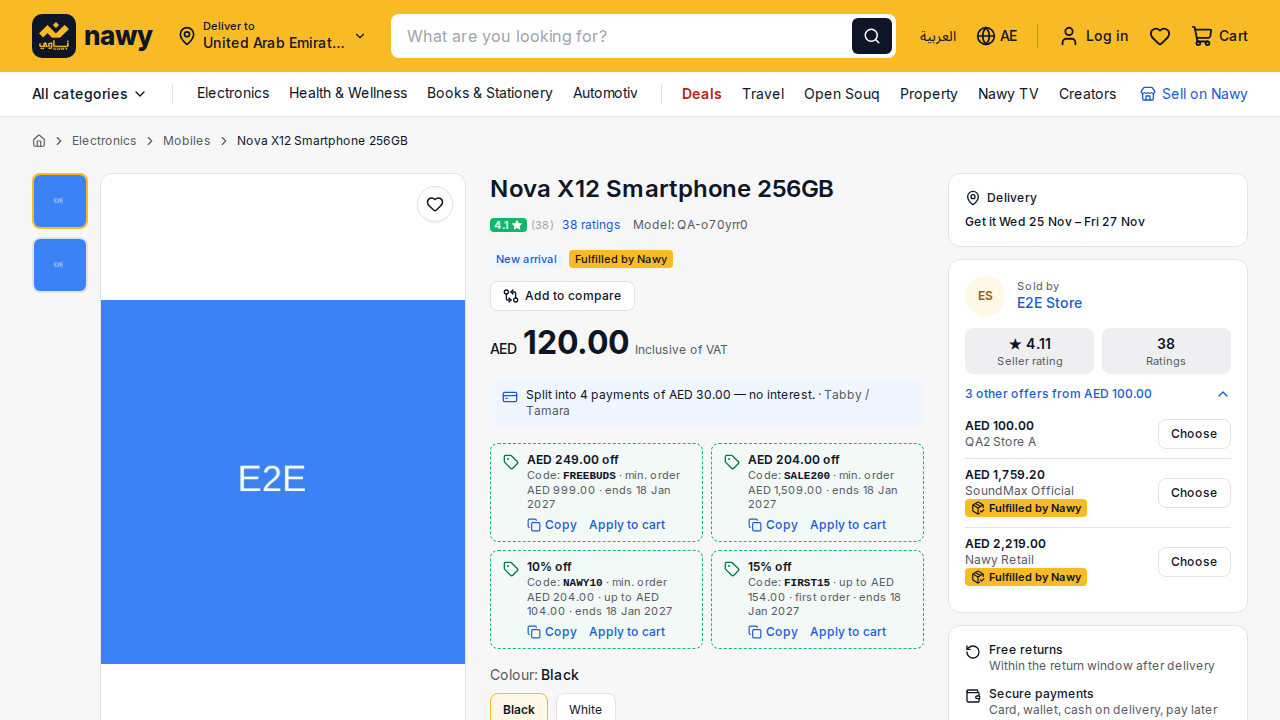 نـاوي
NAWY
nawy
Deliver to
United Arab Emirat...
What are you looking for?
العربية
AE
Log in
Cart
All categories
Electronics
Health & Wellness
Books & Stationery
Automotiv
Deals
Travel
Open Souq
Property
Nawy TV
Creators
Sell on Nawy
Electronics
Mobiles
Nova X12 Smartphone 256GB
E2E
E2E
E2E
Nova X12 Smartphone 256GB
4.1 ★ (38) 38 ratings Model: QA-o70yrr0
New arrival
Fulfilled by Nawy
Add to compare
AED 120.00 Inclusive of VAT
Split into 4 payments of AED 30.00 — no interest. · Tabby /
Tamara
AED 249.00 off
Code: FREEBUDS · min. order
AED 999.00 · ends 18 Jan
2027
Copy Apply to cart
AED 204.00 off
Code: SALE200 · min. order
AED 1,509.00 · ends 18 Jan
2027
Copy Apply to cart
10% off
Code: NAWY10 · min. order
AED 204.00 · up to AED
104.00 · ends 18 Jan 2027
Copy Apply to cart
15% off
Code: FIRST15 · up to AED
154.00 · first order · ends 18
Jan 2027
Copy Apply to cart
Colour: Black
Black
White
Delivery
Get it Wed 25 Nov – Fri 27 Nov
ES
Sold by
E2E Store
★ 4.11
Seller rating
38
Ratings
3 other offers from AED 100.00
AED 100.00
QA2 Store A
Choose
AED 1,759.20
SoundMax Official
Fulfilled by Nawy
Choose
AED 2,219.00
Nawy Retail
Fulfilled by Nawy
Choose
Free returns
Within the return window after delivery
Secure payments
Card, wallet, cash on delivery, pay later